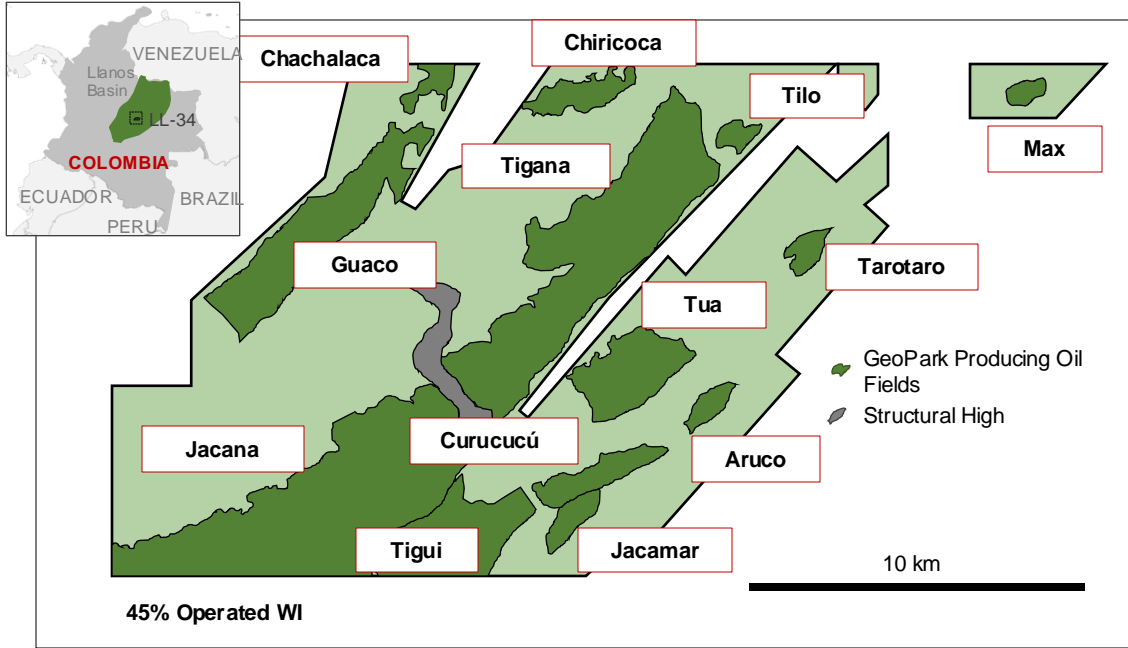 VENEZUELA
Llanos
Basin
LL-34
COLOMBIA
ECUADOR
BRAZIL
PERU
Chachalaca
Chiricoca
Tilo
Max
Tigana
Guaco
Tarotaro
Tua
GeoPark Producing Oil
Fields
Structural High
Jacana
Curucucú
Aruco
Tigui
Jacamar
10 km
45% Operated WI